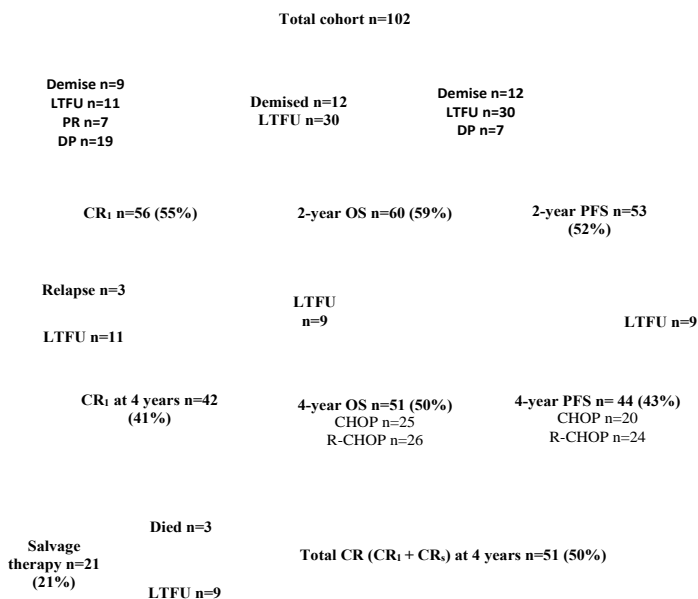 Total cohort n=102
Demise n=9
LTFU n=11
PR n=7
DP n=19
Demised n=12
LTFU n=30
Demise n=12
LTFU n=30
DP n=7
CR₁ n=56 (55%)
2-year OS n=60 (59%)
2-year PFS n=53
(52%)
Relapse n=3
LTFU n=11
LTFU
n=9
LTFU n=9
CR₁ at 4 years n=42
(41%)
4-year OS n=51 (50%)
CHOP n=25
R-CHOP n=26
4-year PFS n= 44 (43%)
CHOP n=20
R-CHOP n=24
Salvage
therapy n=21
(21%)
Died n=3
LTFU n=9
Total CR (CR₁ + CRₛ) at 4 years n=51 (50%)